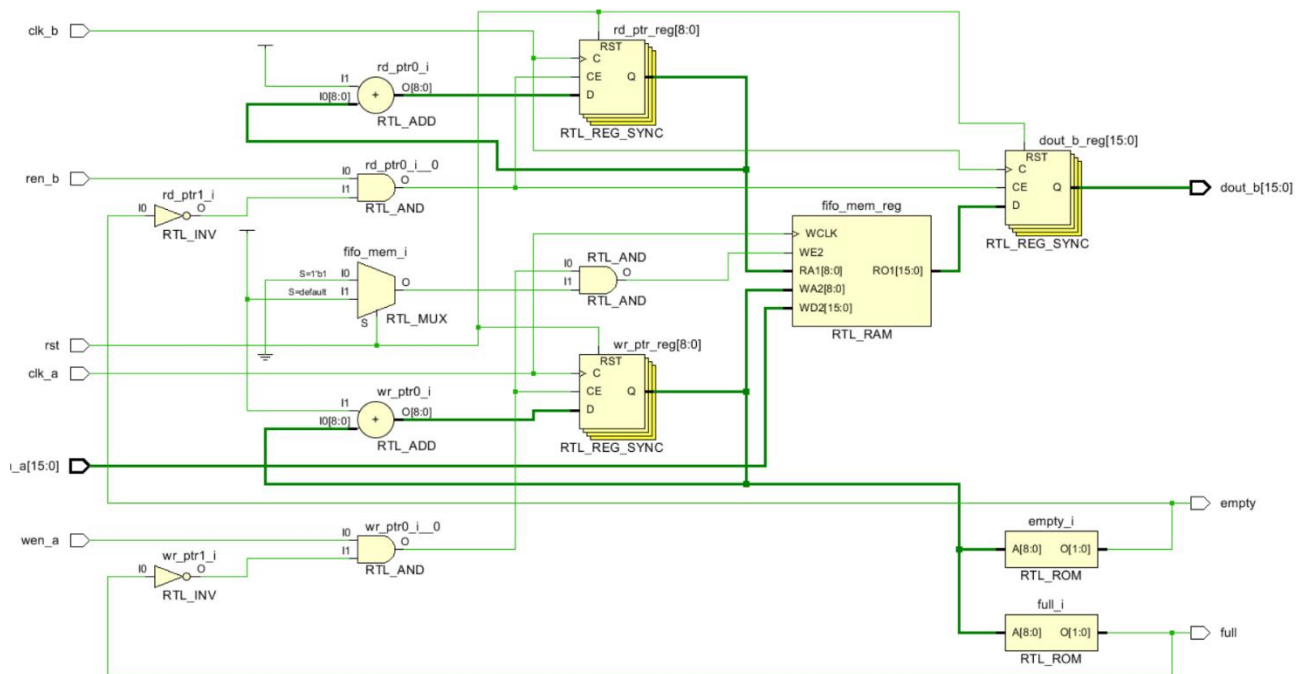 clk_b
rd_ptr_reg[8:0]
RST
C
CE
D
Q
RTL_REG_SYNC
rd_ptr0_i
I1
I0[8:0]
+
O[8:0]
RTL_ADD
dout_b_reg[15:0]
RST
C
CE
D
Q
RTL_REG_SYNC
dout_b[15:0]
ren_b
rd_ptr0_i__0
I0
I1
O
RTL_AND
rd_ptr1_i
I0
O
RTL_INV
fifo_mem_reg
WCLK
WE2
RA1[8:0]
WA2[8:0]
WD2[15:0]
RO1[15:0]
RTL_RAM
fifo_mem_i
S=1'b1
I0
S=default
I1
O
S
RTL_MUX
RTL_AND
I0
I1
O
RTL_AND
rst
clk_a
wr_ptr_reg[8:0]
RST
C
CE
D
Q
RTL_REG_SYNC
wr_ptr0_i
I1
I0[8:0]
+
O[8:0]
RTL_ADD
_a[15:0]
empty
empty_i
A[8:0]
O[1:0]
RTL_ROM
wen_a
wr_ptr0_i__0
I0
I1
O
RTL_AND
wr_ptr1_i
I0
O
RTL_INV
full_i
A[8:0]
O[1:0]
RTL_ROM
full